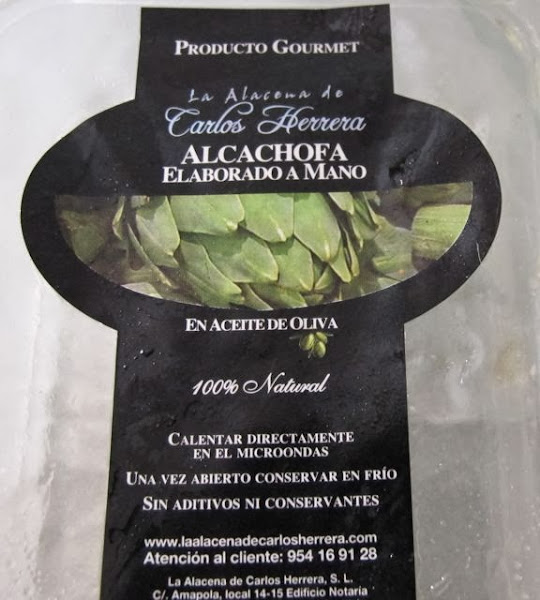 PRODUCTO GOURMET
La Alacena de
Carlos Herrera
ALCACHOFA
ELABORADO A MANO
EN ACEITE DE OLIVA
100% Natural
CALENTAR DIRECTAMENTE
EN EL MICROONDAS
UNA VEZ ABIERTO CONSERVAR EN FRÍO
SIN ADITIVOS NI CONSERVANTES
www.laalacenadecarlosherrera.com
Atención al cliente: 954 16 91 28
La Alacena de Carlos Herrera, S. L.
C/. Amapola, local 14-15 Edificio Notaría